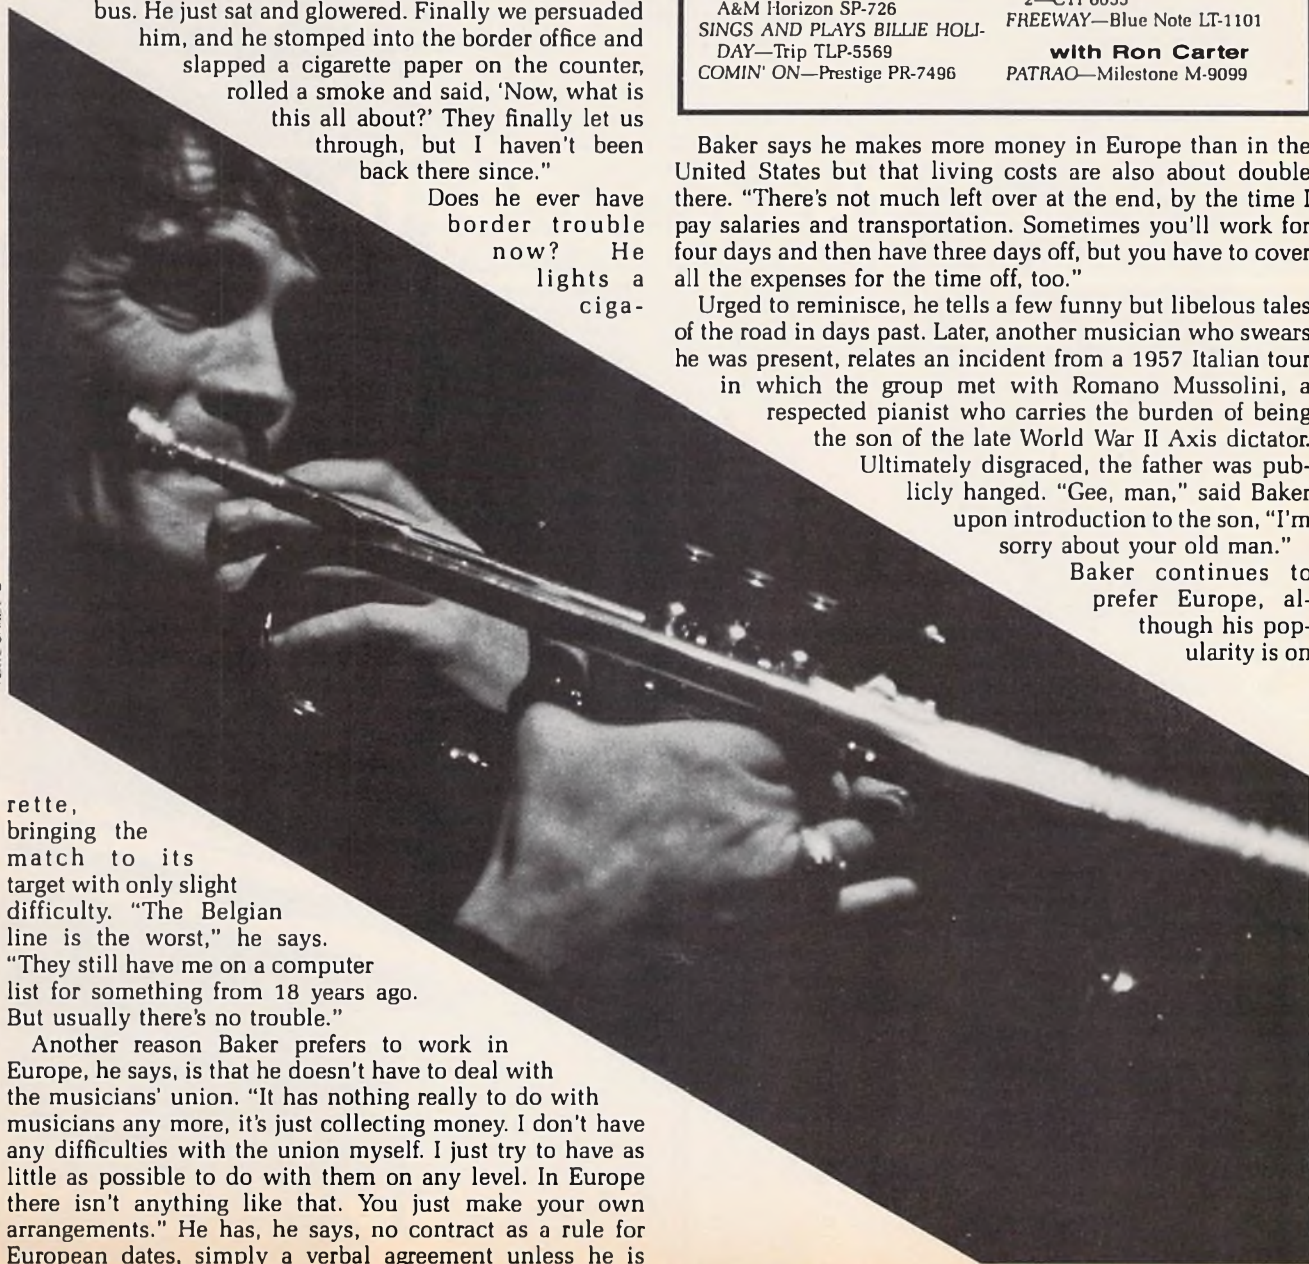 bus. He just sat and glowered. Finally we persuaded
him, and he stomped into the border office and
slapped a cigarette paper on the counter,
rolled a smoke and said, ‘Now, what is
this all about?’ They finally let us
through, but I haven't been
back there since."
Does he ever have
border trouble
now? He
lights a
ciga-
rette,
bringing the
match to its
target with only slight
difficulty. “The Belgian
line is the worst,” he says.
“They still have me on a computer
list for something from 18 years ago.
But usually there's no trouble.”
Another reason Baker prefers to work in
Europe, he says, is that he doesn't have to deal with
the musicians' union. “It has nothing really to do with
musicians any more, it's just collecting money. I don't have
any difficulties with the union myself. I just try to have as
little as possible to do with them on any level. In Europe
there isn't anything like that. You just make your own
arrangements.” He has, he says, no contract as a rule for
European dates, simply a verbal agreement unless he is
A&M Horizon SP-726
SINGS AND PLAYS BILLIE HOLI-
DAY—Trip TLP-5569
COMIN' ON—Prestige PR-7496
2—CTI 6055
FREEWAY—Blue Note LT-1101
with Ron Carter
PATRAO—Milestone M-9099
Baker says he makes more money in Europe than in the
United States but that living costs are also about double
there. “There's not much left over at the end, by the time I
pay salaries and transportation. Sometimes you'll work for
four days and then have three days off, but you have to cover
all the expenses for the time off, too.”
Urged to reminisce, he tells a few funny but libelous tales
of the road in days past. Later, another musician who swears
he was present, relates an incident from a 1957 Italian tour
in which the group met with Romano Mussolini, a
respected pianist who carries the burden of being
the son of the late World War II Axis dictator.
Ultimately disgraced, the father was pub-
licly hanged. “Gee, man,” said Baker
upon introduction to the son, “I'm
sorry about your old man.”
Baker continues to
prefer Europe, al-
though his pop-
ularity is on